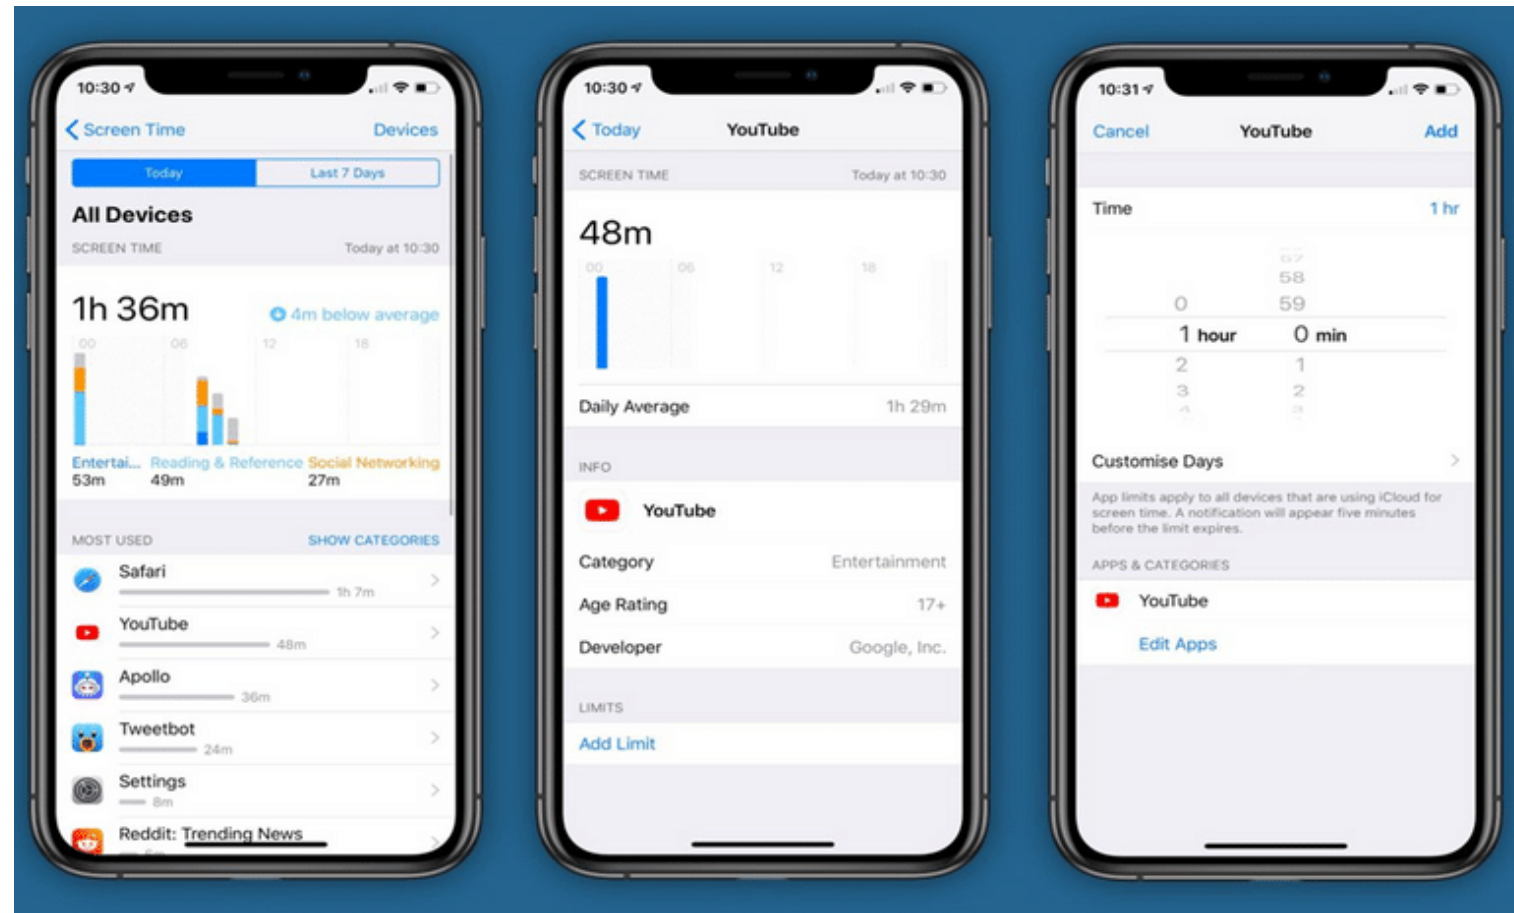 10:30
Screen Time Devices
Today Last 7 Days
All Devices
SCREEN TIME Today at 10:30
1h 36m 4m below average
00 06 12 18
Entertai... Reading & Reference Social Networking
53m 49m 27m
MOST USED SHOW CATEGORIES
Safari
1h 7m
YouTube
48m
Apollo
36m
Tweetbot
24m
Settings
8m
Reddit: Trending News
10:30
Today YouTube
SCREEN TIME Today at 10:30
48m
00 06 12 18
Daily Average 1h 29m
INFO
YouTube
Category Entertainment
Age Rating 17+
Developer Google, Inc.
LIMITS
Add Limit
10:31
Cancel YouTube Add
Time 1 hr
57
58
0 59
1 hour 0 min
2 1
3 2
Customise Days
App limits apply to all devices that are using iCloud for
screen time. A notification will appear five minutes
before the limit expires.
APPS & CATEGORIES
YouTube
Edit Apps